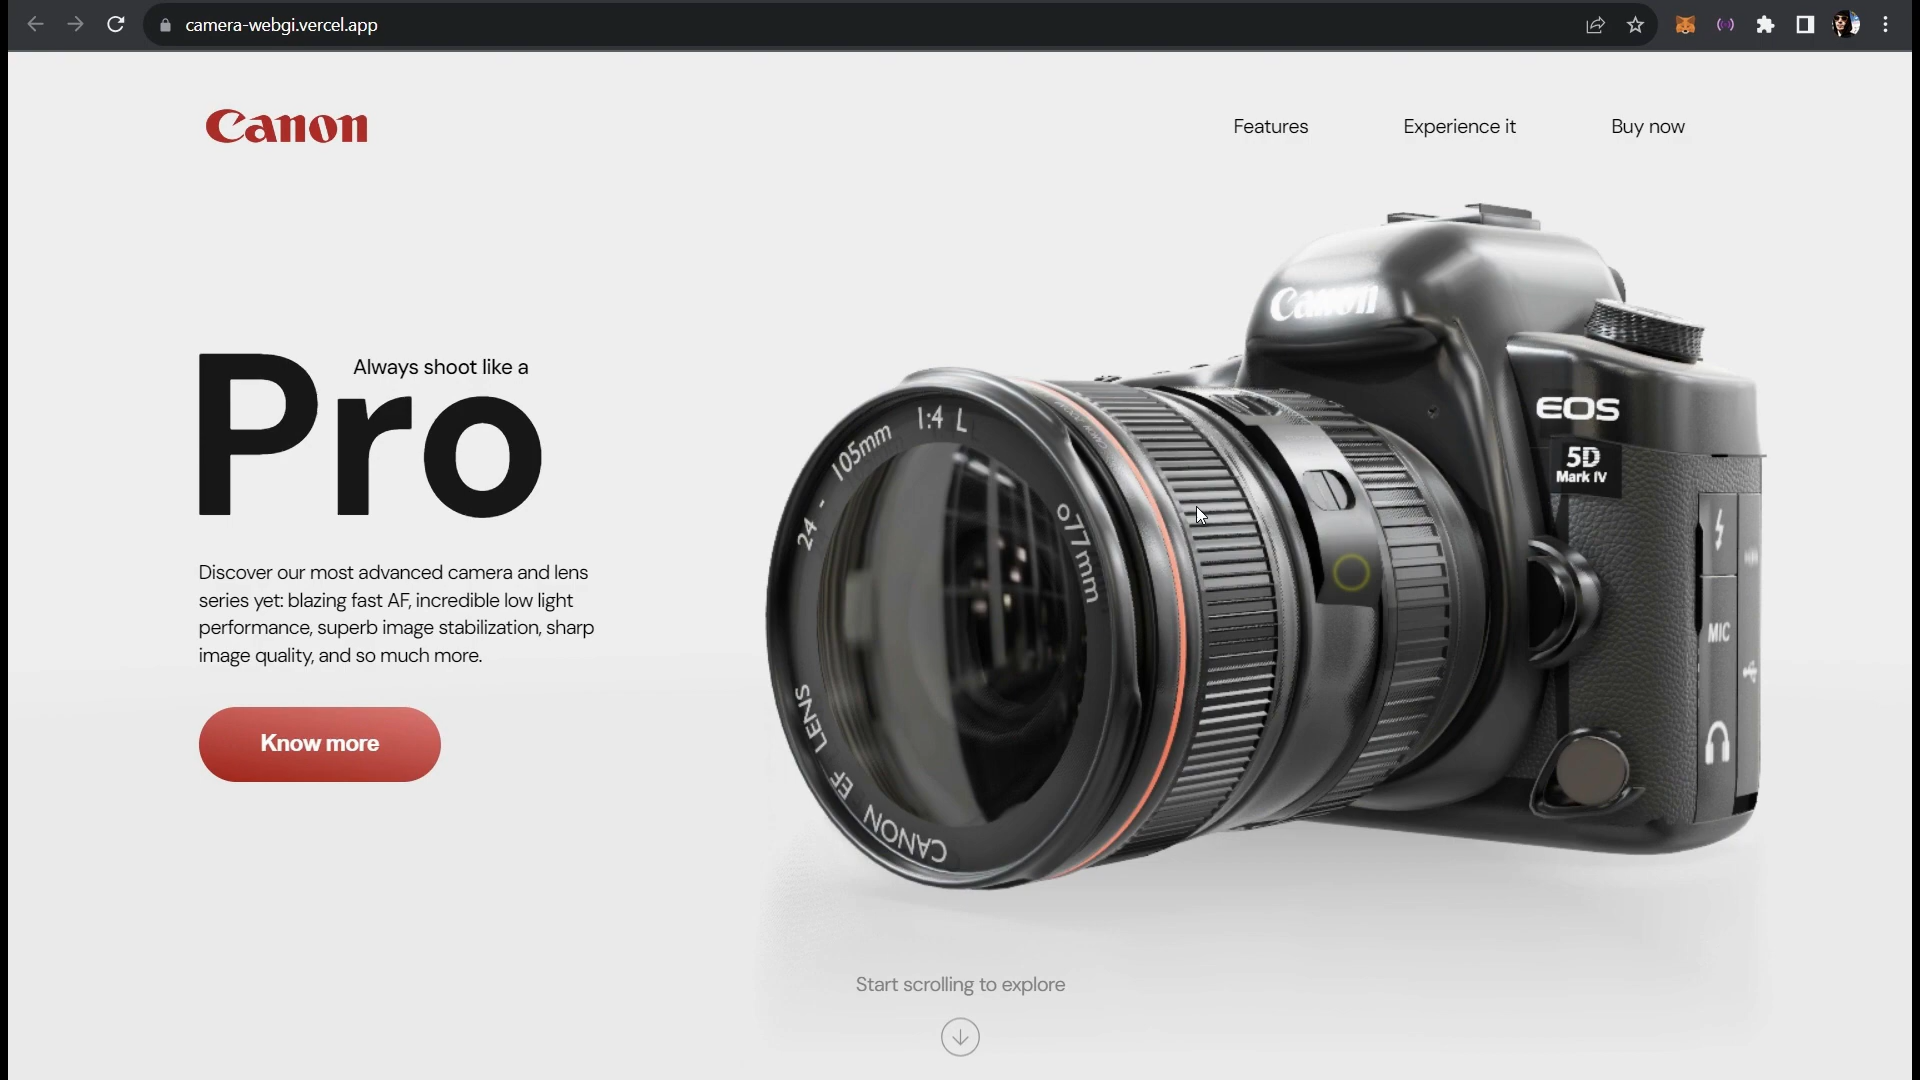 camera-webgi.vercel.app
Canon
Features
Experience it
Buy now
Canon
Always shoot like a
Pro
EOS
5D
Mark IV
24 - 105mm 1:4 L
o77mm
CANON EF LENS
MIC
Discover our most advanced camera and lens
series yet: blazing fast AF, incredible low light
performance, superb image stabilization, sharp
image quality, and so much more.
Know more
Start scrolling to explore